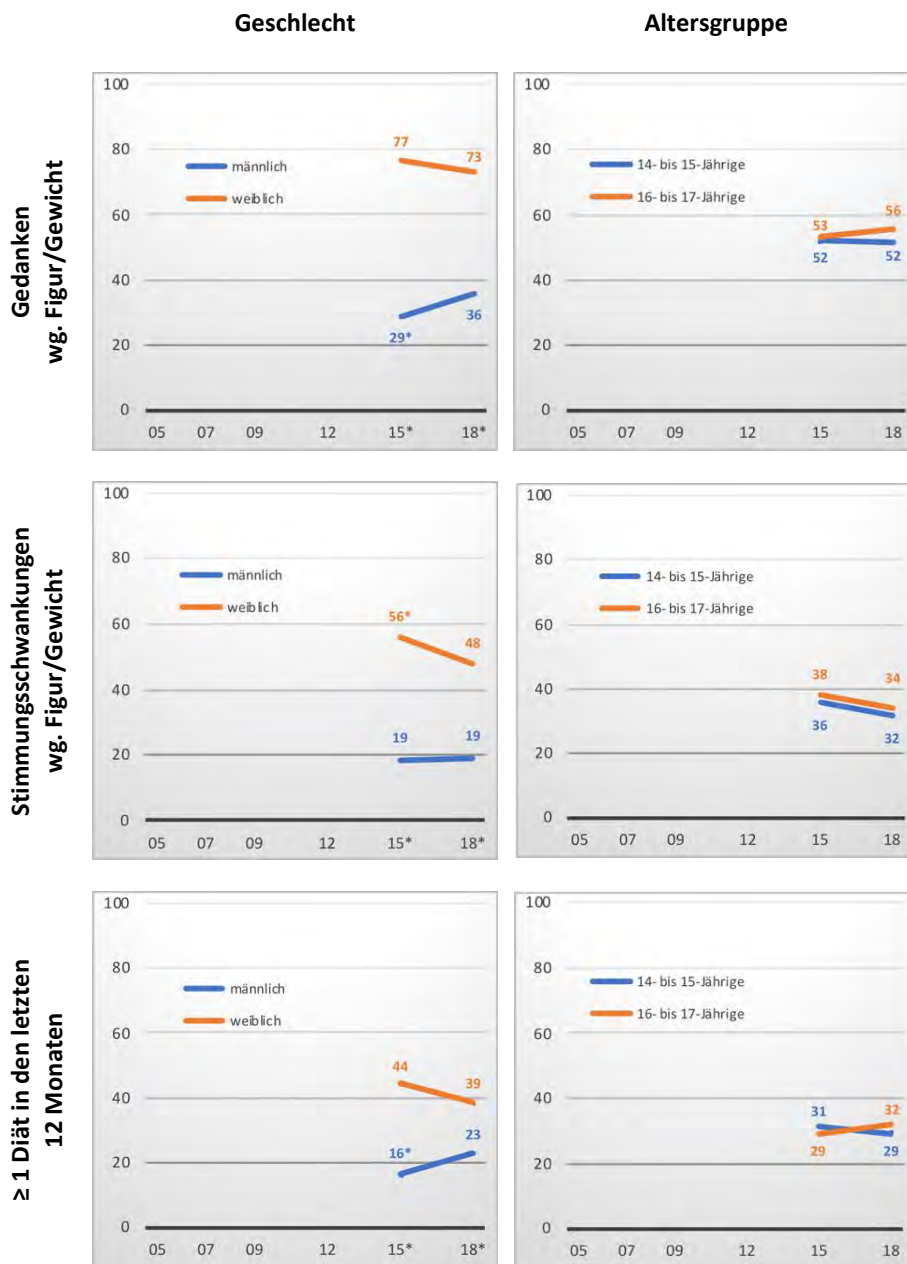 Geschlecht
Altersgruppe
Gedanken
wg. Figur/Gewicht
100
80
60
40
20
0
männlich
weiblich
77
73
29*
36
05 07 09 12 15* 18*
100
80
60
40
20
0
14- bis 15-Jährige
16- bis 17-Jährige
53
56
52
52
05 07 09 12 15 18
Stimmungsschwankungen
wg. Figur/Gewicht
100
80
60
40
20
0
männlich
weiblich
56*
48
19
19
05 07 09 12 15* 18*
100
80
60
40
20
0
14- bis 15-Jährige
16- bis 17-Jährige
38
34
36
32
05 07 09 12 15 18
≥ 1 Diät in den letzten
12 Monaten
100
80
60
40
20
0
männlich
weiblich
44
39
16*
23
05 07 09 12 15* 18*
100
80
60
40
20
0
14- bis 15-Jährige
16- bis 17-Jährige
31
32
29
29
05 07 09 12 15 18